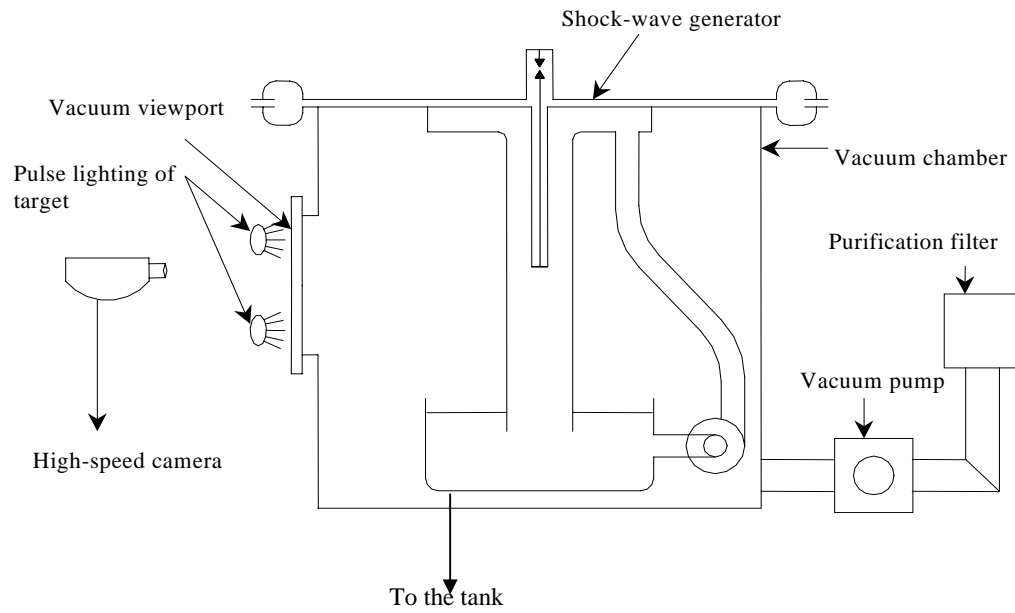 Shock-wave generator
Vacuum viewport
Pulse lighting of
target
Vacuum chamber
Purification filter
Vacuum pump
High-speed camera
To the tank